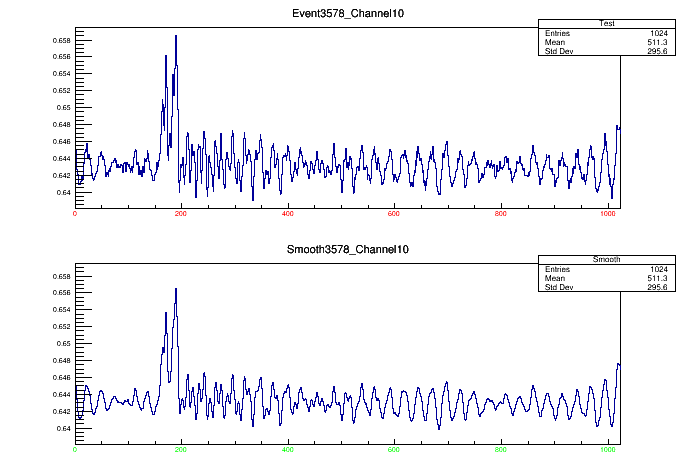 Event3578_Channel10
Test
Entries 1024
Mean 511.3
Std Dev 295.6
0.658
0.656
0.654
0.652
0.65
0.648
0.646
0.644
0.642
0.64
0 200 400 600 800 1000
Smooth3578_Channel10
Smooth
Entries 1024
Mean 511.3
Std Dev 295.6
0.658
0.656
0.654
0.652
0.65
0.648
0.646
0.644
0.642
0.64
0 200 400 600 800 1000